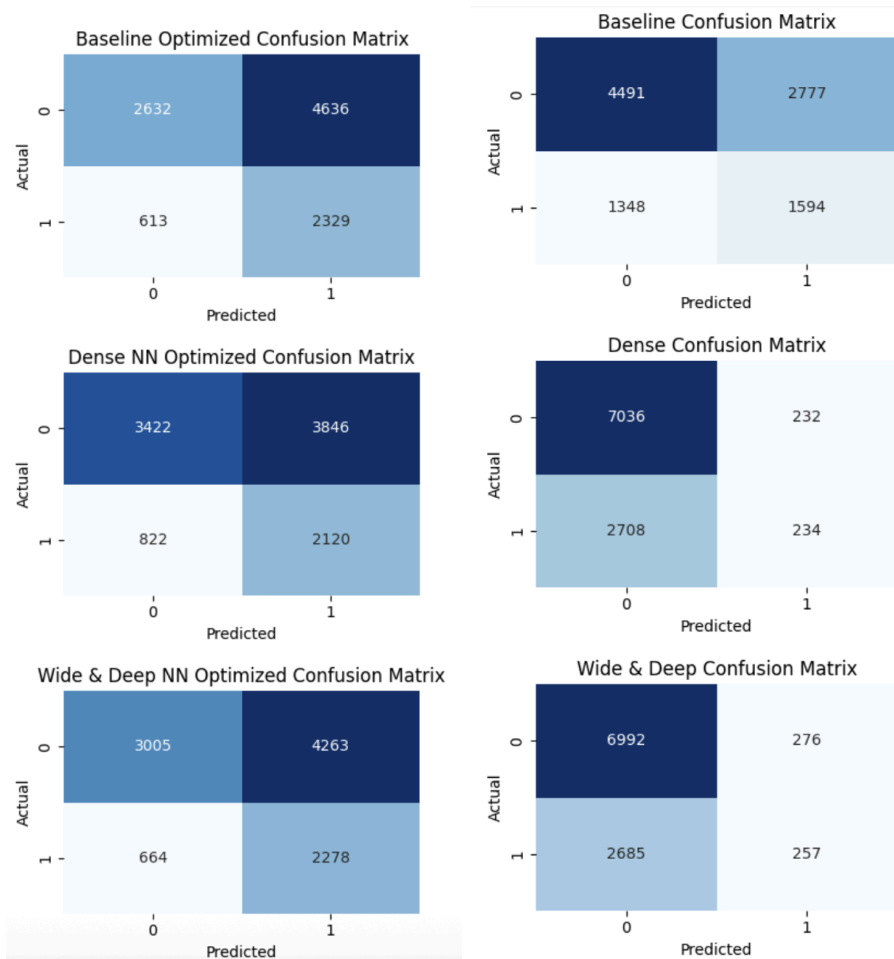 Baseline Optimized Confusion Matrix
Actual
0
2632 4636
1
613 2329
0 1
Predicted
Baseline Confusion Matrix
Actual
0
4491 2777
1
1348 1594
0 1
Predicted
Dense NN Optimized Confusion Matrix
Actual
0
3422 3846
1
822 2120
0 1
Predicted
Dense Confusion Matrix
Actual
0
7036 232
1
2708 234
0 1
Predicted
Wide & Deep NN Optimized Confusion Matrix
Actual
0
3005 4263
1
664 2278
0 1
Predicted
Wide & Deep Confusion Matrix
Actual
0
6992 276
1
2685 257
0 1
Predicted